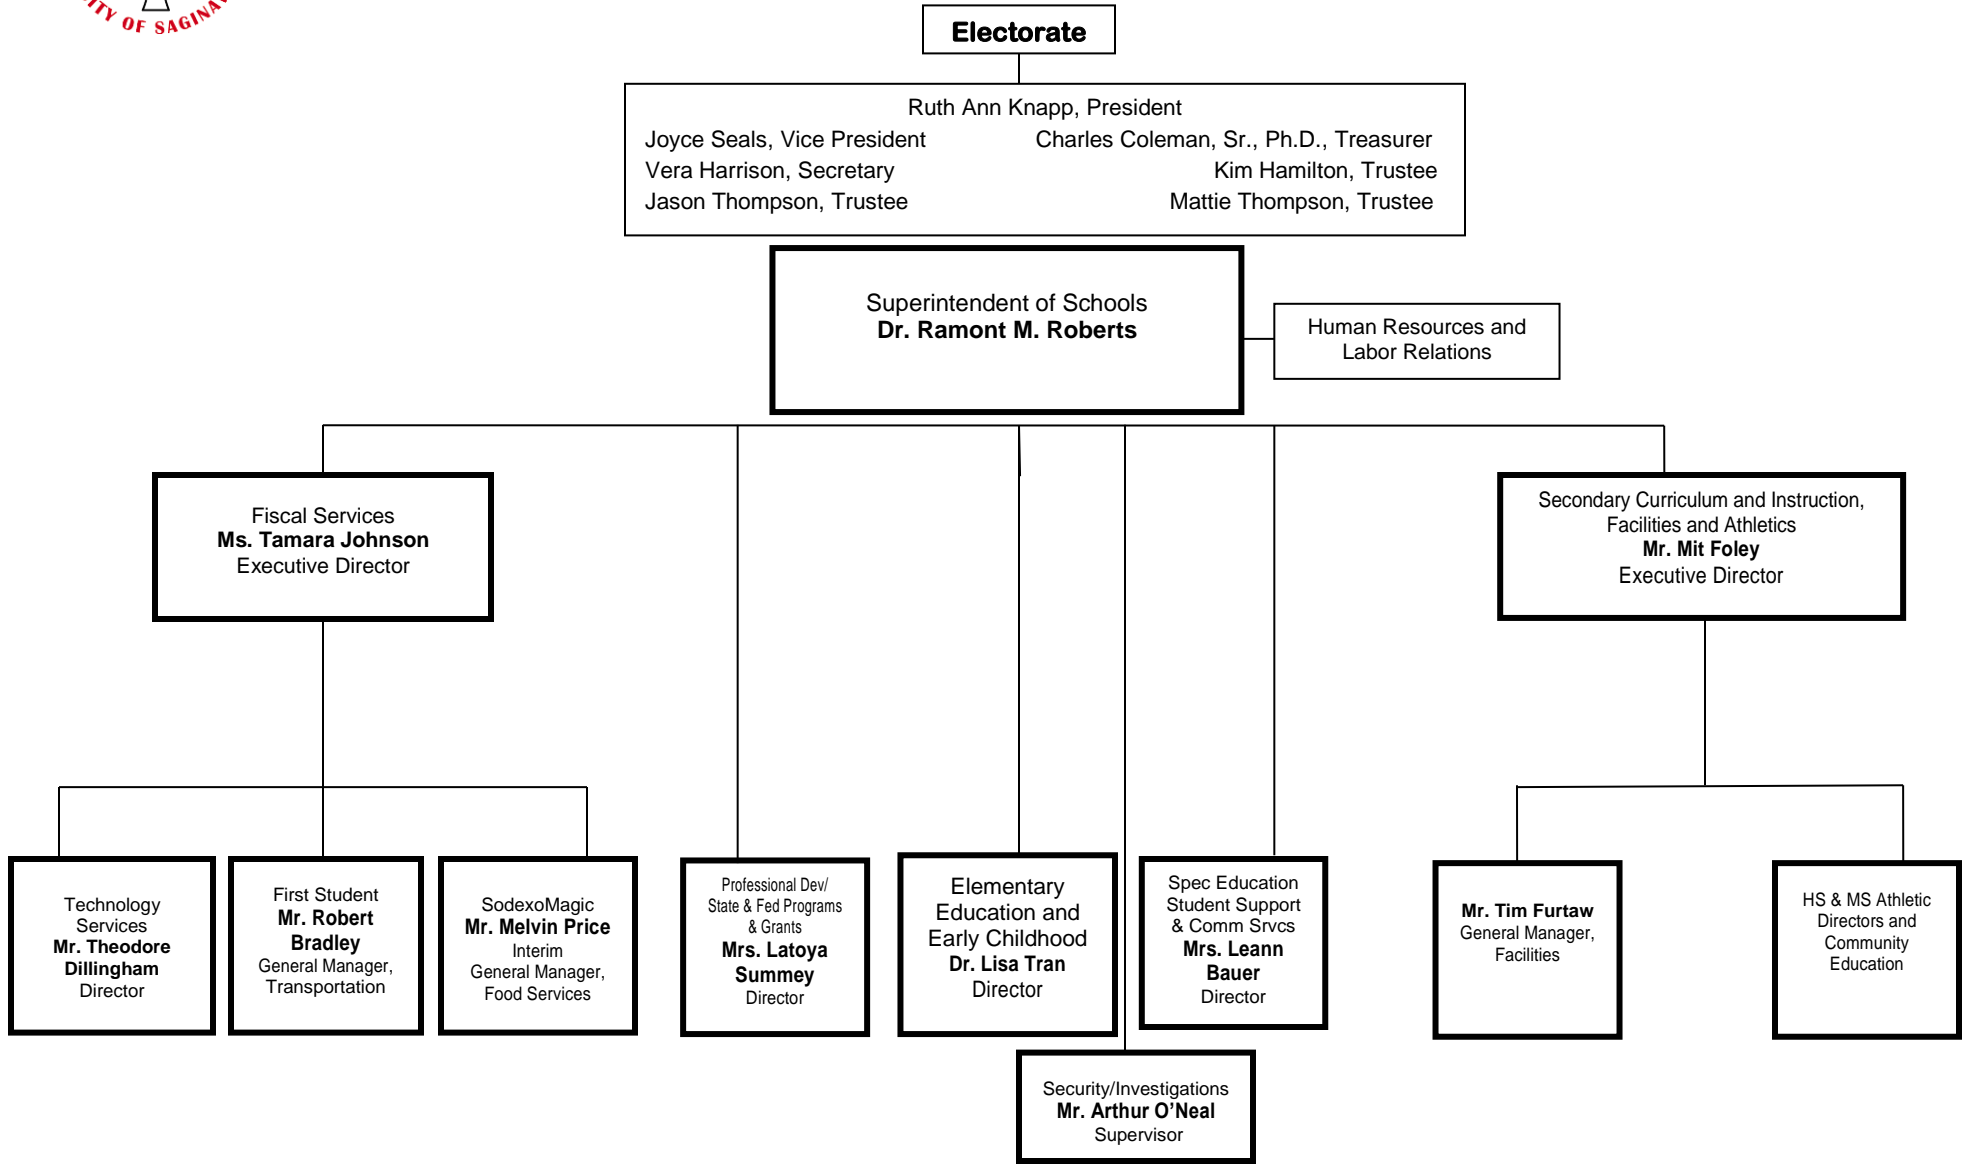 OF SAGINAW
Electorate
Ruth Ann Knapp, President
Joyce Seals, Vice President Charles Coleman, Sr., Ph.D., Treasurer
Vera Harrison, Secretary Kim Hamilton, Trustee
Jason Thompson, Trustee Mattie Thompson, Trustee
Superintendent of Schools
Dr. Ramont M. Roberts
Human Resources and
Labor Relations
Fiscal Services
Ms. Tamara Johnson
Executive Director
Secondary Curriculum and Instruction,
Facilities and Athletics
Mr. Mit Foley
Executive Director
Technology
Services
Mr. Theodore
Dillingham
Director
First Student
Mr. Robert
Bradley
General Manager,
Transportation
SodexoMagic
Mr. Melvin Price
Interim
General Manager,
Food Services
Professional Dev/
State & Fed Programs
& Grants
Mrs. Latoya
Summey
Director
Elementary
Education and
Early Childhood
Dr. Lisa Tran
Director
Spec Education
Student Support
& Comm Srvcs
Mrs. Leann
Bauer
Director
Mr. Tim Furtaw
General Manager,
Facilities
HS & MS Athletic
Directors and
Community
Education
Security/Investigations
Mr. Arthur O’Neal
Supervisor